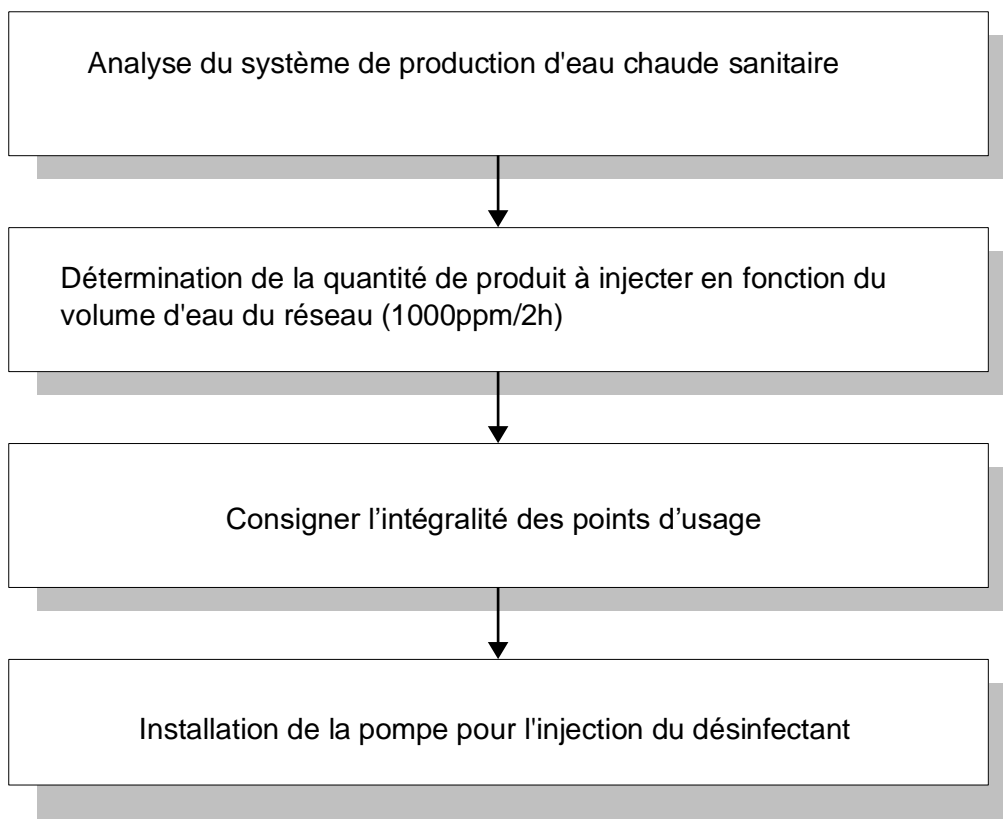 Analyse du système de production d'eau chaude sanitaire
Détermination de la quantité de produit à injecter en fonction du
volume d'eau du réseau (1000ppm/2h)
Consigner l’intégralité des points d’usage
Installation de la pompe pour l'injection du désinfectant